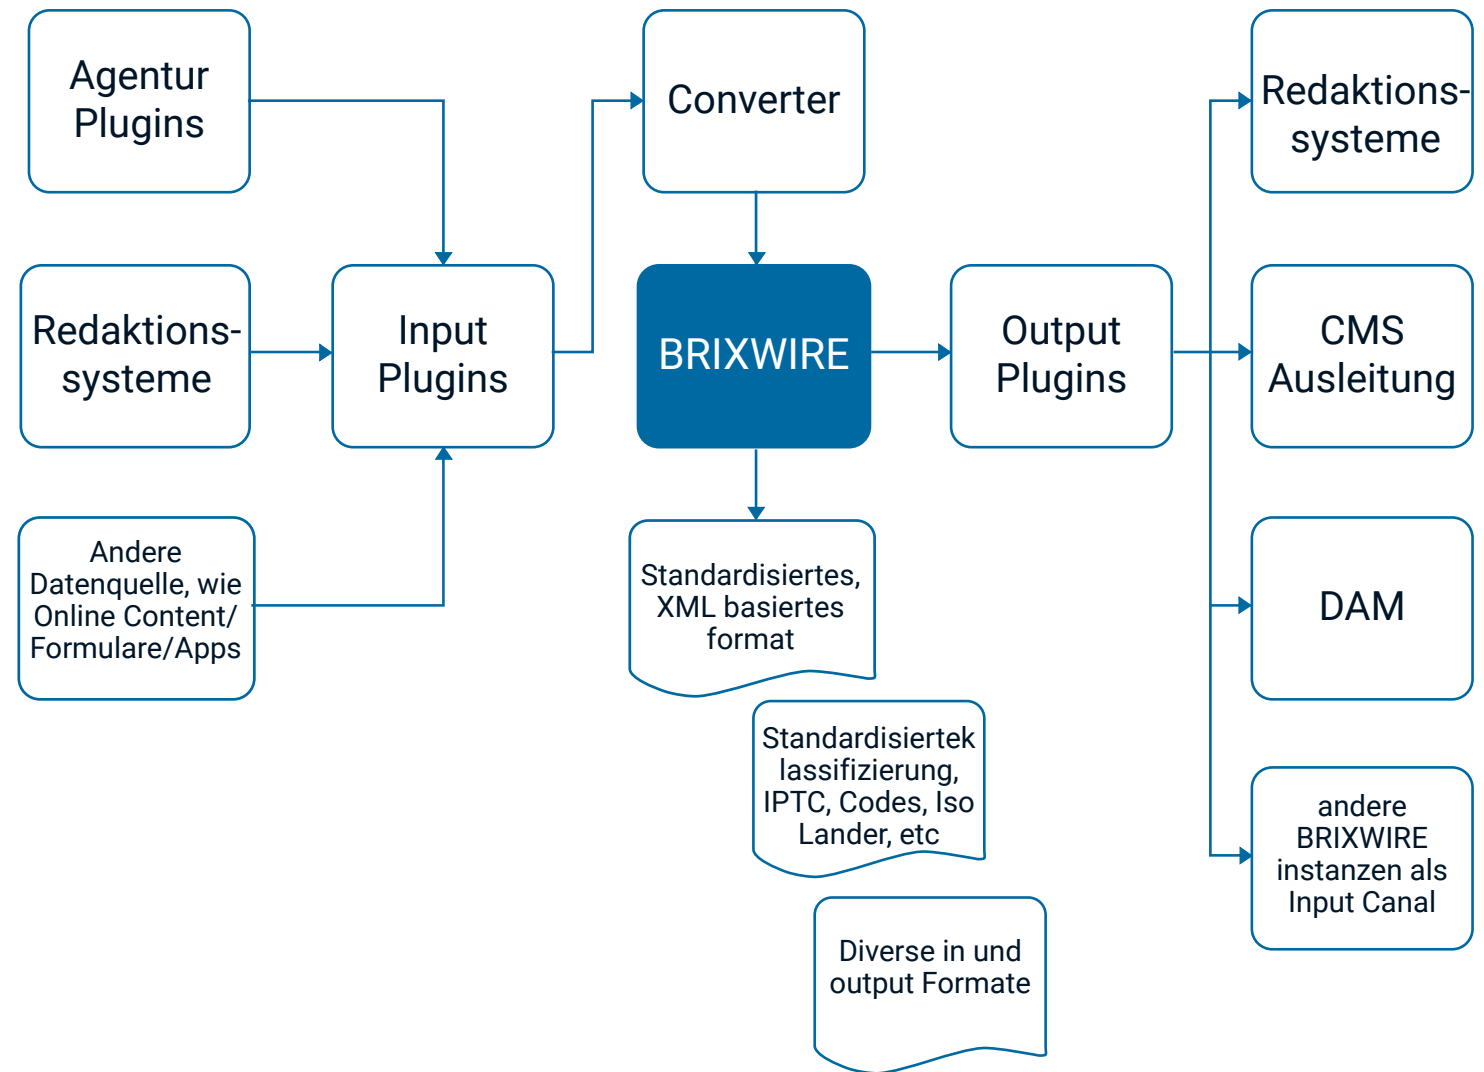 Agentur
Plugins
Converter
Redaktions-
systeme
Redaktions-
systeme
Input
Plugins
BRIXWIRE
Output
Plugins
CMS
Ausleitung
Andere
Datenquelle, wie
Online Content/
Formulare/Apps
Standardisiertes,
XML basiertes
format
DAM
Standardisiertek
lassifizierung,
IPTC, Codes, Iso
Lander, etc
andere
BRIXWIRE
instanzen als
Input Canal
Diverse in und
output Formate